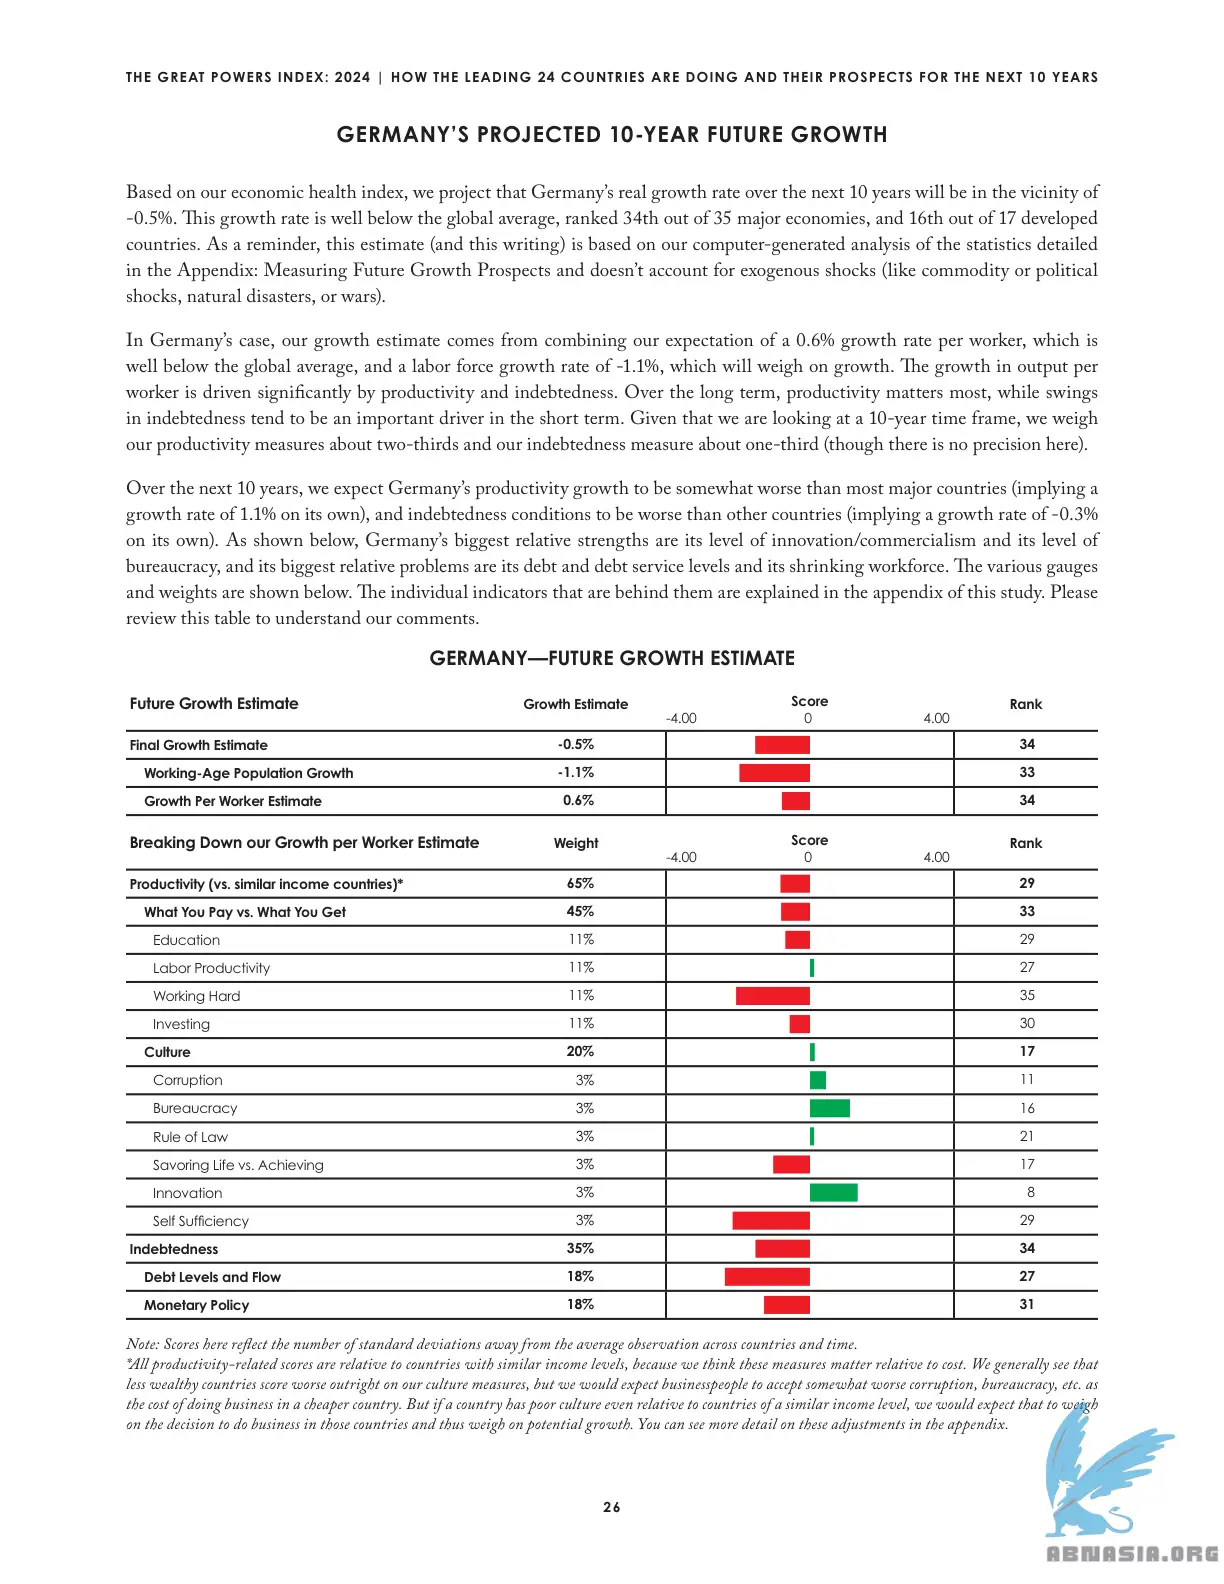 THE GREAT POWERS INDEX: 2024 | HOW THE LEADING 24 COUNTRIES ARE DOING AND THEIR PROSPECTS FOR THE NEXT 10 YEARS
GERMANY’S PROJECTED 10-YEAR FUTURE GROWTH
Based on our economic health index, we project that Germany’s real growth rate over the next 10 years will be in the vicinity of
-0.5%. This growth rate is well below the global average, ranked 34th out of 35 major economies, and 16th out of 17 developed
countries. As a reminder, this estimate (and this writing) is based on our computer-generated analysis of the statistics detailed
in the Appendix: Measuring Future Growth Prospects and doesn’t account for exogenous shocks (like commodity or political
shocks, natural disasters, or wars).
In Germany’s case, our growth estimate comes from combining our expectation of a 0.6% growth rate per worker, which is
well below the global average, and a labor force growth rate of -1.1%, which will weigh on growth. The growth in output per
worker is driven significantly by productivity and indebtedness. Over the long term, productivity matters most, while swings
in indebtedness tend to be an important driver in the short term. Given that we are looking at a 10-year time frame, we weigh
our productivity measures about two-thirds and our indebtedness measure about one-third (though there is no precision here).
Over the next 10 years, we expect Germany’s productivity growth to be somewhat worse than most major countries (implying a
growth rate of 1.1% on its own), and indebtedness conditions to be worse than other countries (implying a growth rate of -0.3%
on its own). As shown below, Germany’s biggest relative strengths are its level of innovation/commercialism and its level of
bureaucracy, and its biggest relative problems are its debt and debt service levels and its shrinking workforce. The various gauges
and weights are shown below. The individual indicators that are behind them are explained in the appendix of this study. Please
review this table to understand our comments.
GERMANY—FUTURE GROWTH ESTIMATE
Future Growth Estimate Growth Estimate Score Rank
-4.00 0 4.00
Final Growth Estimate -0.5% 34
Working-Age Population Growth -1.1% 33
Growth Per Worker Estimate 0.6% 34
Breaking Down our Growth per Worker Estimate Weight Score Rank
-4.00 0 4.00
Productivity (vs. similar income countries)* 65% 29
What You Pay vs. What You Get 45% 33
Education 11% 29
Labor Productivity 11% 27
Working Hard 11% 35
Investing 11% 30
Culture 20% 17
Corruption 3% 11
Bureaucracy 3% 16
Rule of Law 3% 21
Savoring Life vs. Achieving 3% 17
Innovation 3% 8
Self Sufficiency 3% 29
Indebtedness 35% 34
Debt Levels and Flow 18% 27
Monetary Policy 18% 31
Note: Scores here reflect the number of standard deviations away from the average observation across countries and time.
*All productivity-related scores are relative to countries with similar income levels, because we think these measures matter relative to cost. We generally see that
less wealthy countries score worse outright on our culture measures, but we would expect businesspeople to accept somewhat worse corruption, bureaucracy, etc. as
the cost of doing business in a cheaper country. But if a country has poor culture even relative to countries of a similar income level, we would expect that to weigh
on the decision to do business in those countries and thus weigh on potential growth. You can see more detail on these adjustments in the appendix.
26
ABNASIA.ORG